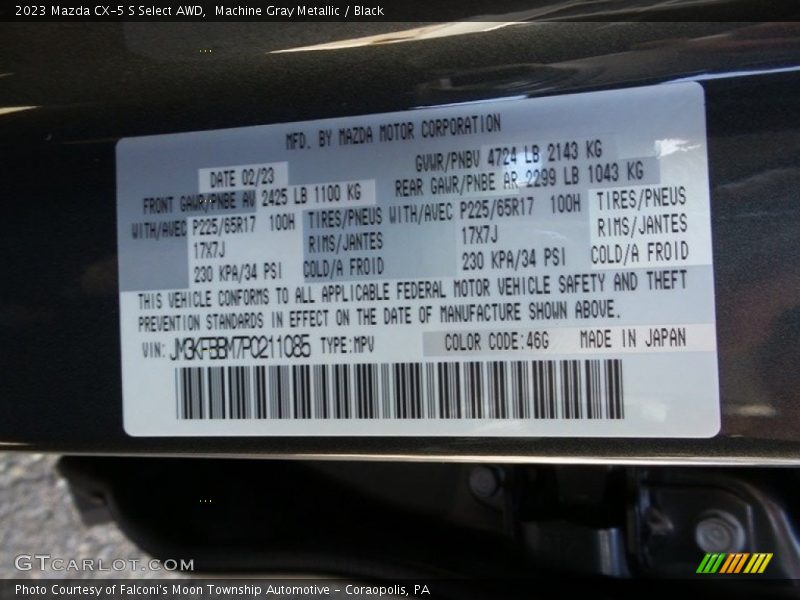 2023 Mazda CX-5 S Select AWD,  Machine Gray Metallic / Black
MFD. BY MAZDA MOTOR CORPORATION
DATE 02/23 GVWR/PNBV 4724 LB 2143 KG
FRONT GAWR/PNBE AV 2425 LB 1100 KG REAR GAWR/PNBE AR 2299 LB 1043 KG
WITH/AVEC P225/65R17 100H TIRES/PNEUS WITH/AVEC P225/65R17 100H TIRES/PNEUS
17X7J RIMS/JANTES 17X7J RIMS/JANTES
230 KPA/34 PSI COLD/A FROID 230 KPA/34 PSI COLD/A FROID
THIS VEHICLE CONFORMS TO ALL APPLICABLE FEDERAL MOTOR VEHICLE SAFETY AND THEFT
PREVENTION STANDARDS IN EFFECT ON THE DATE OF MANUFACTURE SHOWN ABOVE.
VIN: JM3KFBBM7P0211085 TYPE:MPV COLOR CODE:46G MADE IN JAPAN
GTCARLOT.COM
Photo Courtesy of Falconi's Moon Township Automotive - Coraopolis, PA